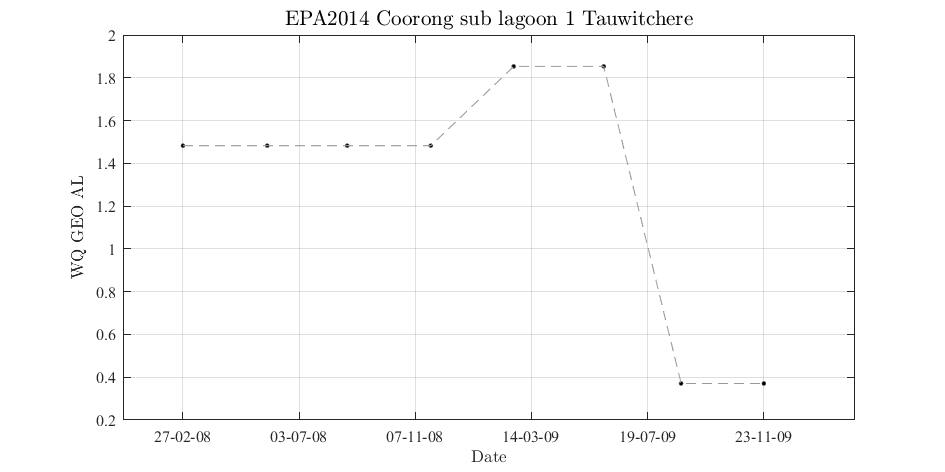 EPA2014 Coorong sub lagoon 1 Tauwitchere
2
1.8
1.6
1.4
1.2
1
0.8
0.6
0.4
0.2
WQ GEO AL
27-02-08 03-07-08 07-11-08 14-03-09 19-07-09 23-11-09
Date